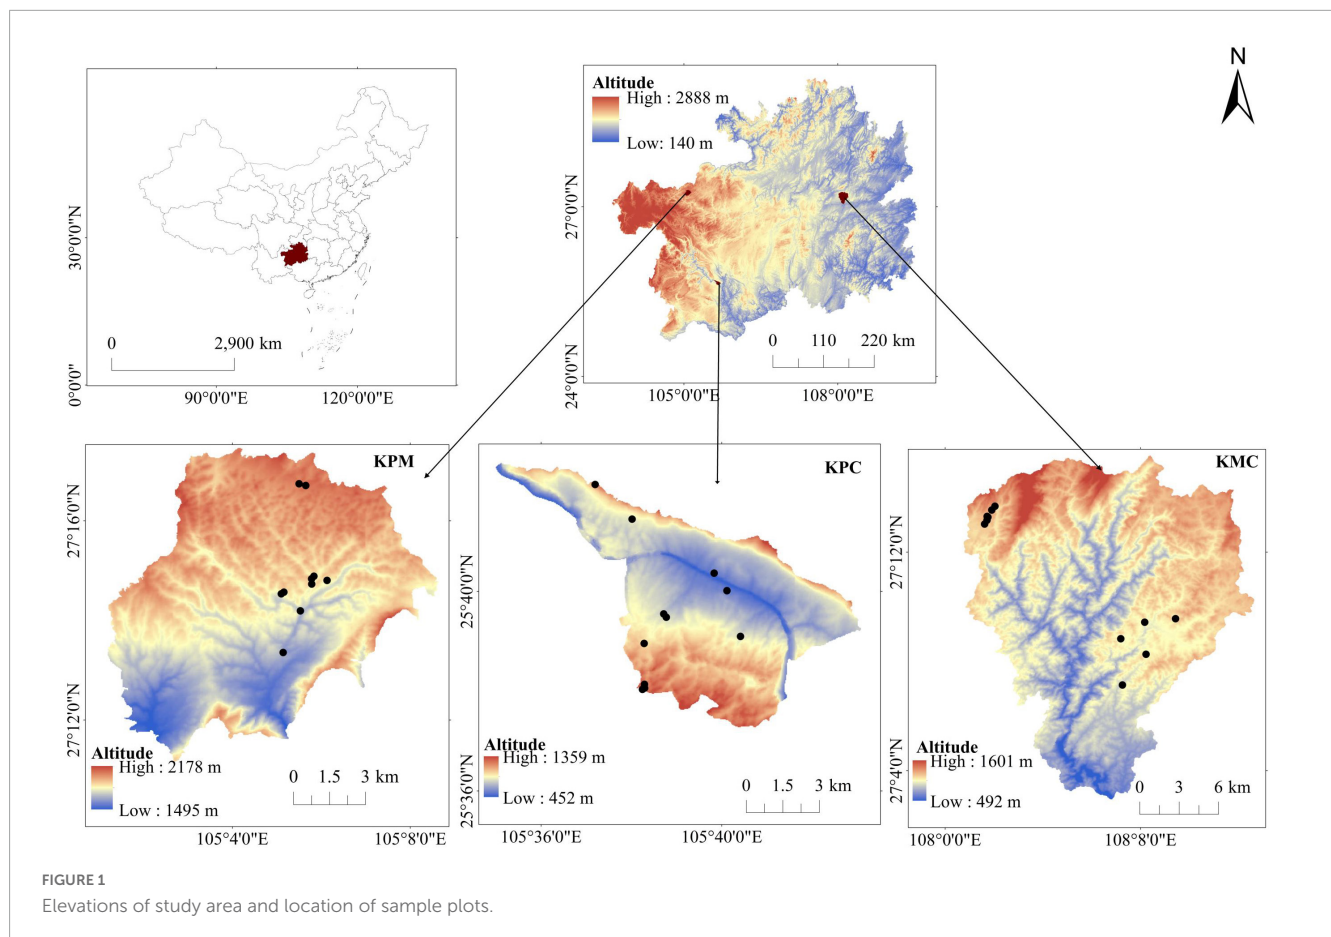 N
30°0'0"N
0°0'0"
0 2,900 km
90°0'0"E 120°0'0"E
Altitude
High : 2888 m
Low: 140 m
27°0'0"N
24°0'0"N
0 110 220 km
105°0'0"E 108°0'0"E
KPM
27°16'0"N
27°12'0"N
Altitude
High : 2178 m
Low : 1495 m
0 1.5 3 km
105°4'0"E 105°8'0"E
KPC
25°40'0"N
25°36'0"N
Altitude
High : 1359 m
Low : 452 m
0 1.5 3 km
105°36'0"E 105°40'0"E
KMC
27°12'0"N
27°4'0"N
Altitude
High : 1601 m
Low : 492 m
0 3 6 km
108°0'0"E 108°8'0"E
FIGURE 1
Elevations of study area and location of sample plots.